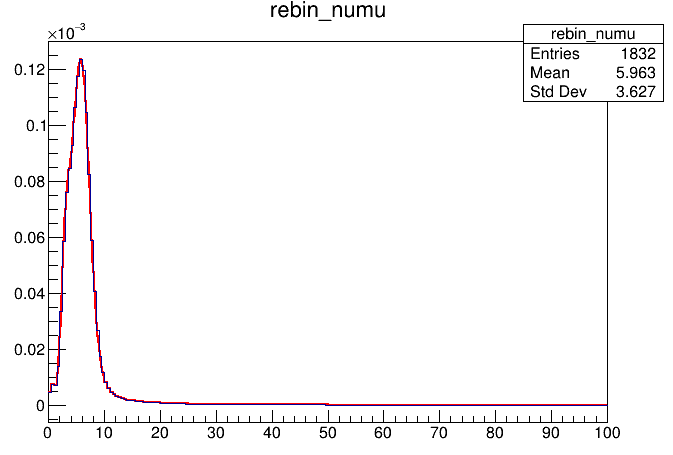 rebin_numu
×10⁻³
rebin_numu
Entries 1832
Mean 5.963
Std Dev 3.627
0.12
0.1
0.08
0.06
0.04
0.02
0
0 10 20 30 40 50 60 70 80 90 100